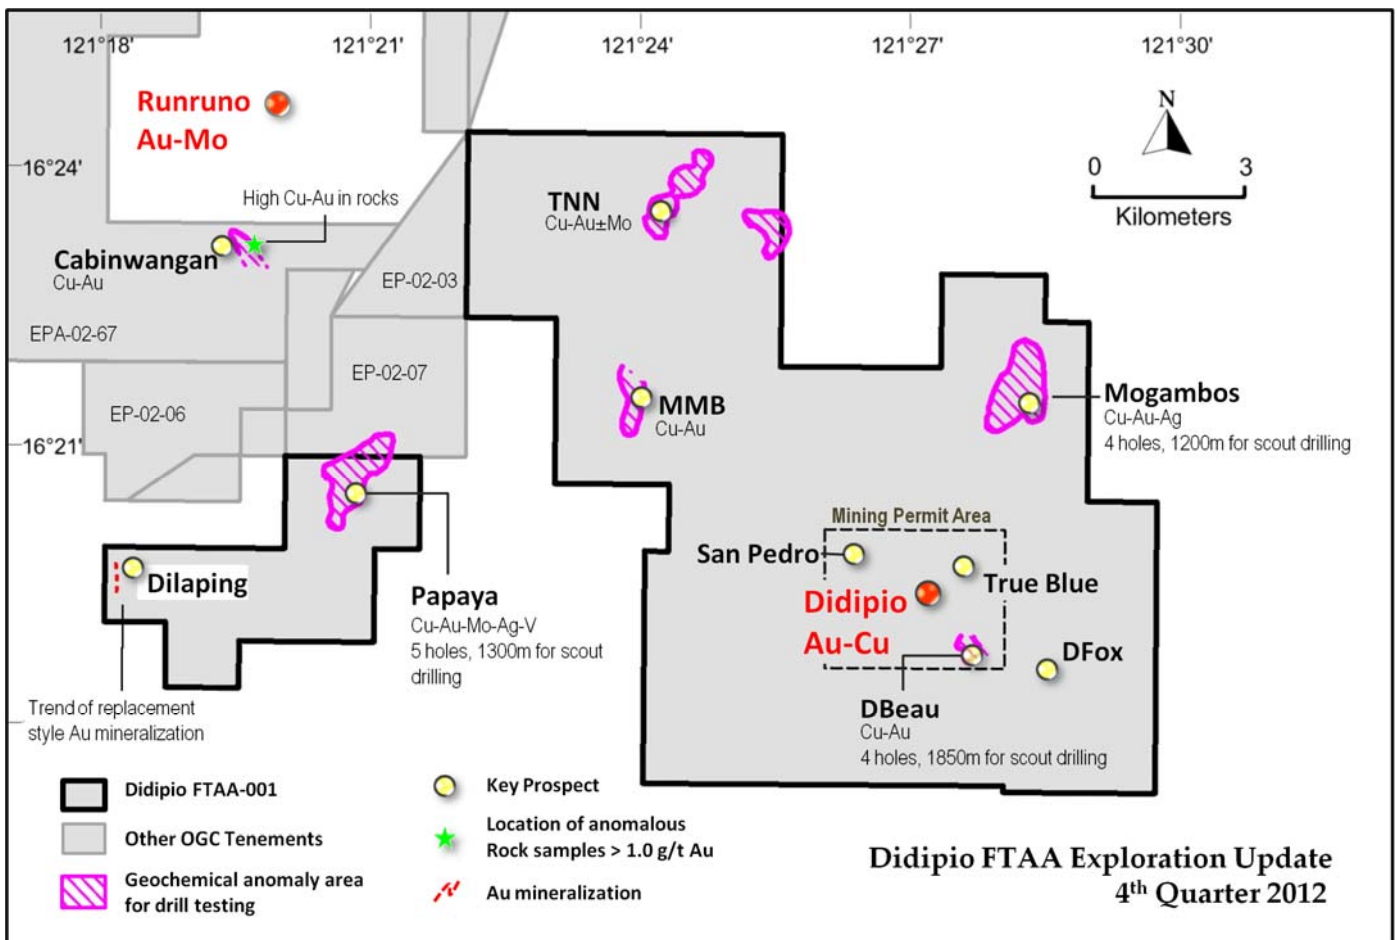 121°18'
121°21'
121°24'
121°27'
121°30'
Runruno
Au-Mo
N
0 3
Kilometers
16°24'
High Cu-Au in rocks
TNN
Cu-Au±Mo
Cabinwangan
Cu-Au
EP-02-03
EPA-02-67
EP-02-07
EP-02-06
MMB
Cu-Au
Mogambos
Cu-Au-Ag
4 holes, 1200m for scout drilling
16°21'
Mining Permit Area
San Pedro
True Blue
Didipio
Au-Cu
Dilaping
Papaya
Cu-Au-Mo-Ag-V
5 holes, 1300m for scout
drilling
DFox
DBeau
Cu-Au
4 holes, 1850m for scout drilling
Trend of replacement
style Au mineralization
Didipio FTAA-001
Other OGC Tenements
Geochemical anomaly area
for drill testing
Key Prospect
Location of anomalous
Rock samples > 1.0 g/t Au
Au mineralization
Didipio FTAA Exploration Update
4th Quarter 2012